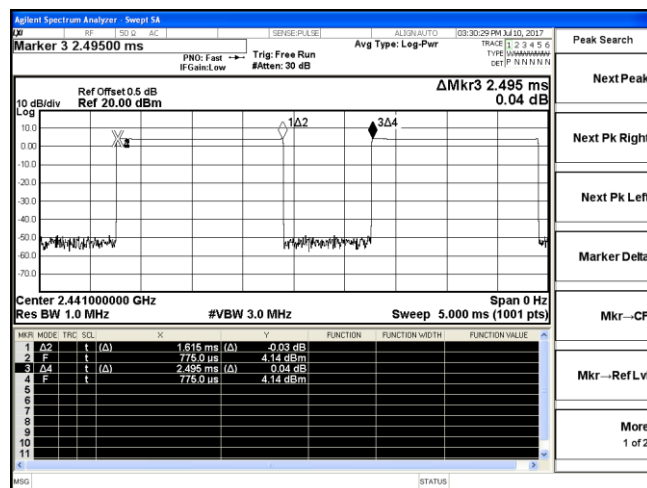 Agilent Spectrum Analyzer - Swept SA
LXI RF 50 Ω AC SENSE:PULSE ALIGN AUTO 03:30:29 PM Jul 10, 2017
Marker 3 2.49500 ms
PNO: Fast
IFGain:Low
Trig: Free Run
#Atten: 30 dB
Avg Type: Log-Pwr
TRACE 1 2 3 4 5 6
TYPE W
DET P N N N N N
Peak Search
Next Peak
Next Pk Right
Next Pk Left
Marker Delta
Mkr→CF
Mkr→Ref Lvl
More
1 of 2
Ref Offset 0.5 dB
10 dB/div Ref 20.00 dBm
Log
ΔMkr3 2.495 ms
0.04 dB
1Δ2
3Δ4
10.0
0.00
-10.0
-20.0
-30.0
-40.0
-50.0
-60.0
-70.0
Center 2.441000000 GHz Span 0 Hz
Res BW 1.0 MHz #VBW 3.0 MHz Sweep 5.000 ms (1001 pts)
MKR MODE TRC SCL X Y FUNCTION FUNCTION WIDTH FUNCTION VALUE
1 Δ2 t (Δ) 1.615 ms (Δ) -0.03 dB
2 F t 775.0 us 4.14 dBm
3 Δ4 t (Δ) 2.495 ms (Δ) 0.04 dB
4 F t 775.0 us 4.14 dBm
5
6
7
8
9
10
11
MSG STATUS